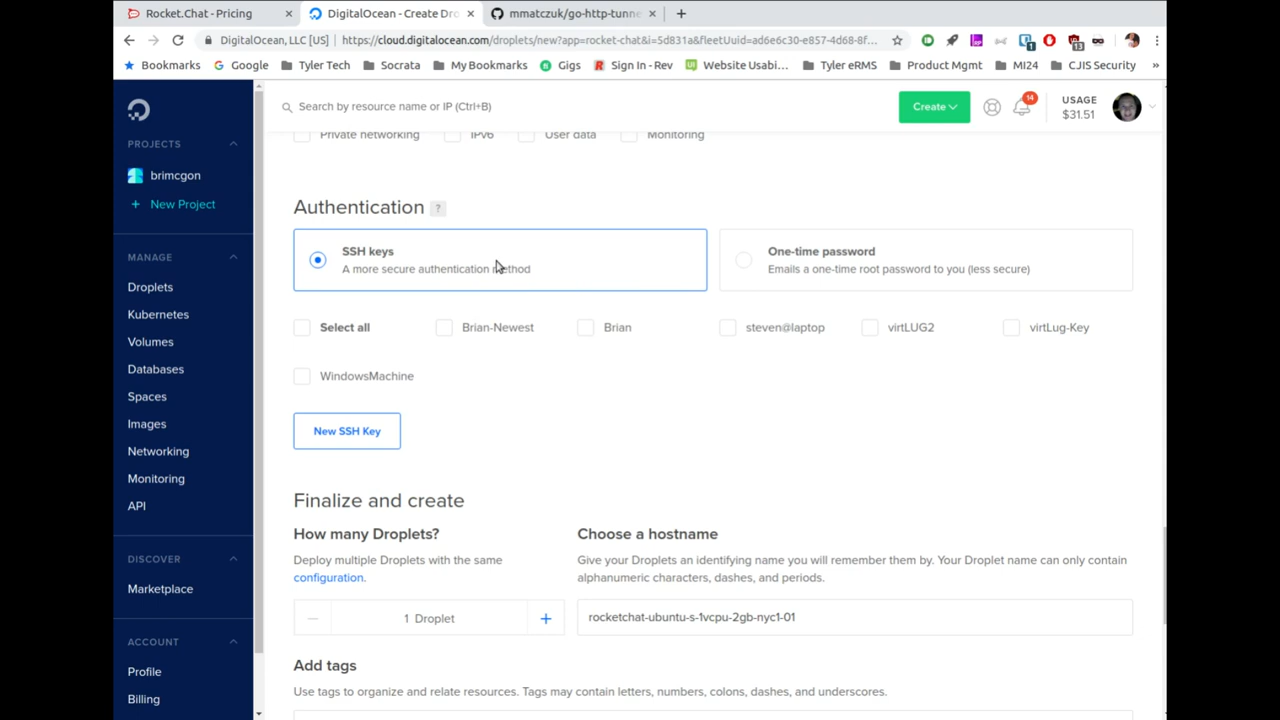 Rocket.Chat - Pricing
DigitalOcean - Create Dro
mmatczuk/go-http-tunne
DigitalOcean, LLC [US] | https://cloud.digitalocean.com/droplets/new?app=rocket-chat&i=5d831a&fleetUuid=ad6e6c30-e857-4d68-8f...
1
13
Bookmarks
Google
Tyler Tech
Socrata
My Bookmarks
Gigs
Sign In - Rev
Website Usabi...
Tyler eRMS
Product Mgmt
MI24
CJIS Security
»
Search by resource name or IP (Ctrl+B)
Create
14
USAGE
$31.51
PROJECTS
brimcgon
+ New Project
MANAGE
Droplets
Kubernetes
Volumes
Databases
Spaces
Images
Networking
Monitoring
API
DISCOVER
Marketplace
ACCOUNT
Profile
Billing
Private networking
IPv6
User data
Monitoring
Authentication ?
SSH keys
A more secure authentication method
One-time password
Emails a one-time root password to you (less secure)
Select all
Brian-Newest
Brian
steven@laptop
virtLUG2
virtLug-Key
WindowsMachine
New SSH Key
Finalize and create
How many Droplets?
Deploy multiple Droplets with the same
configuration.
1 Droplet
Choose a hostname
Give your Droplets an identifying name you will remember them by. Your Droplet name can only contain
alphanumeric characters, dashes, and periods.
rocketchat-ubuntu-s-1vcpu-2gb-nyc1-01
Add tags
Use tags to organize and relate resources. Tags may contain letters, numbers, colons, dashes, and underscores.